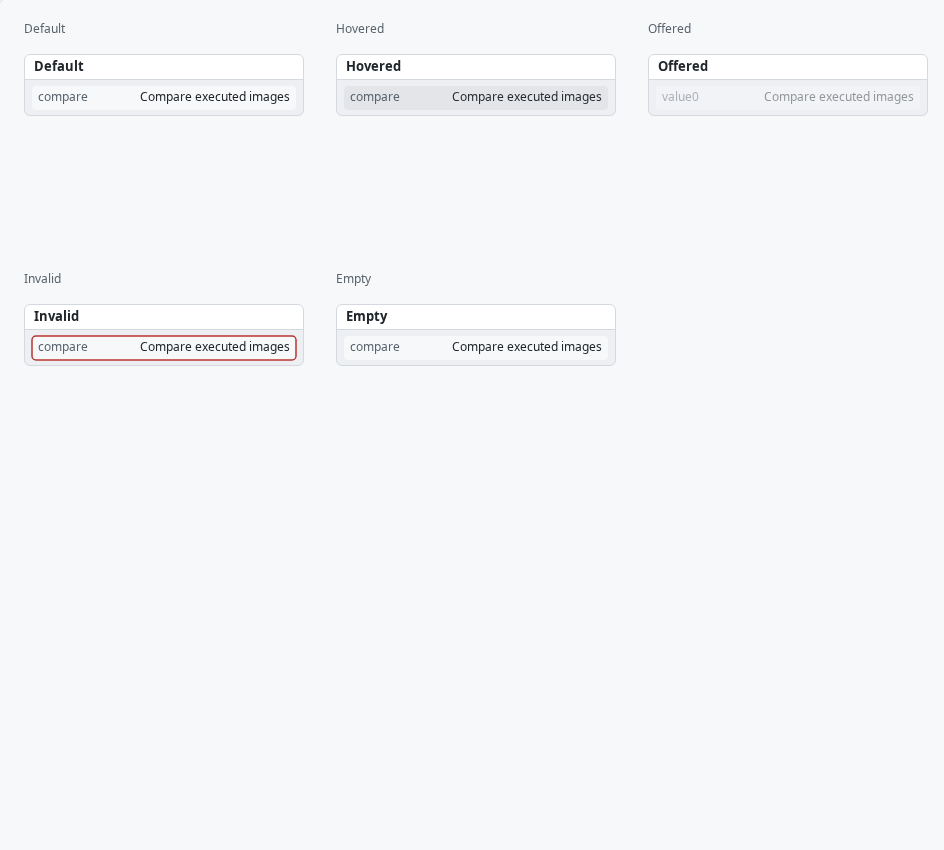 Default
Hovered
Offered
Default
Hovered
Offered
compare Compare executed images
compare Compare executed images
value0 Compare executed images
Invalid
Empty
Invalid
Empty
compare Compare executed images
compare Compare executed images